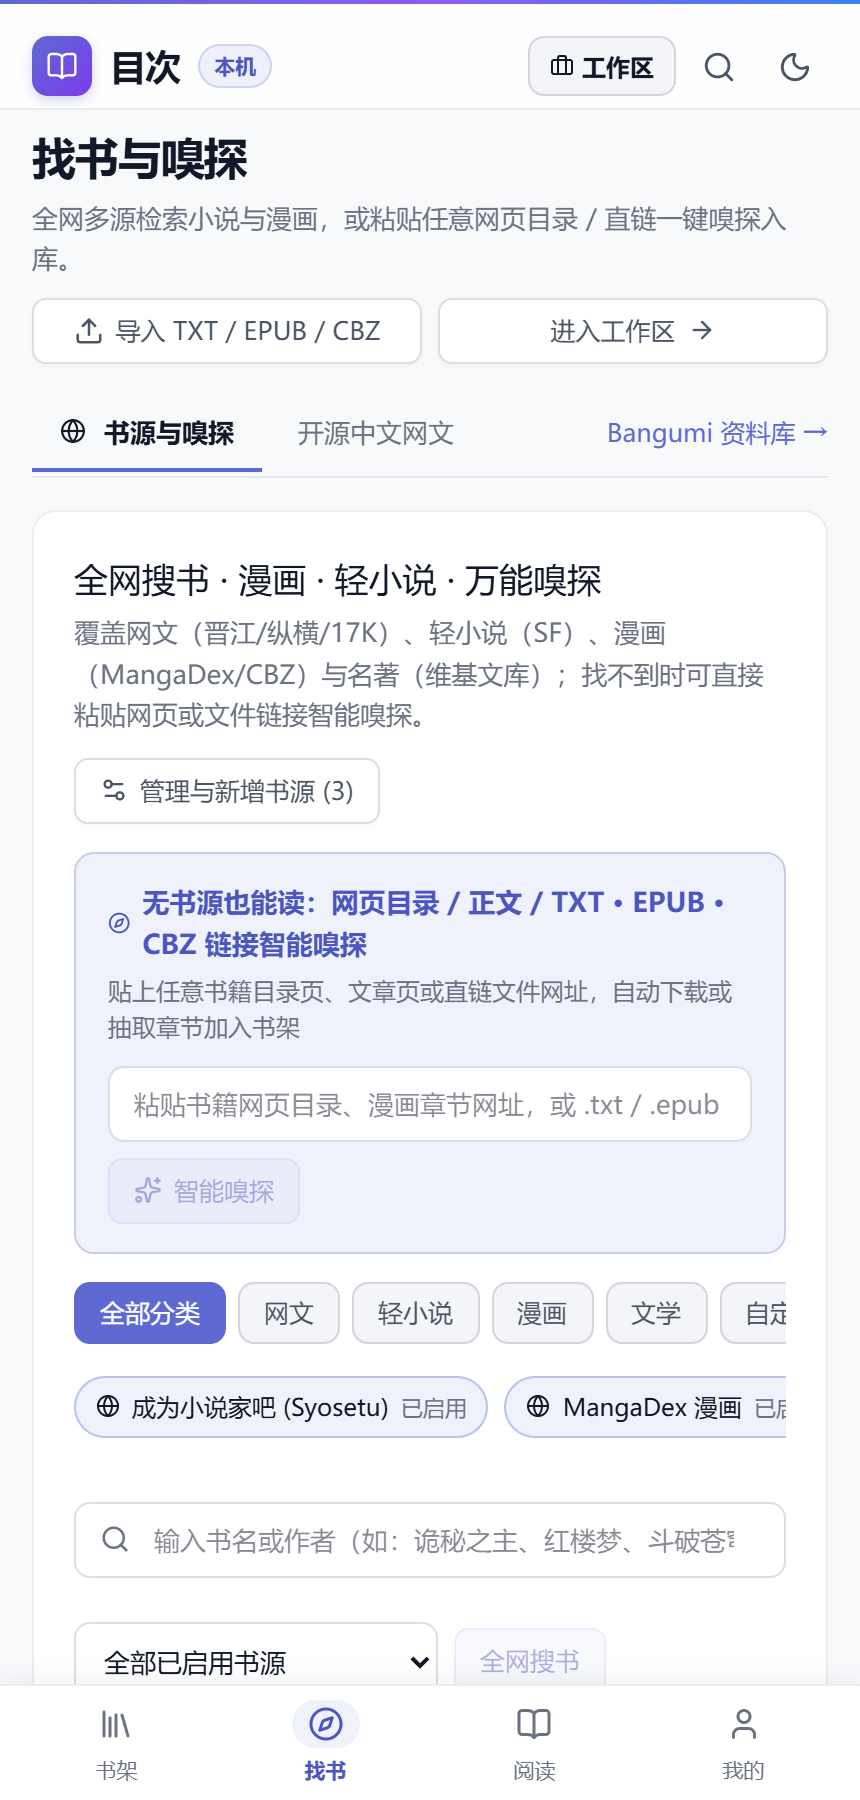 目次 本机 工作区
找书与嗅探
全网多源检索小说与漫画，或粘贴任意网页目录 / 直链一键嗅探入
库。
导入 TXT / EPUB / CBZ 进入工作区 →
书源与嗅探 开源中文网文 Bangumi 资料库 →
全网搜书 · 漫画 · 轻小说 · 万能嗅探
覆盖网文（晋江/纵横/17K）、轻小说（SF）、漫画
（MangaDex/CBZ）与名著（维基文库）；找不到时可直接
粘贴网页或文件链接智能嗅探。
管理与新增书源 (3)
无书源也能读：网页目录 / 正文 / TXT • EPUB •
CBZ 链接智能嗅探
贴上任意书籍目录页、文章页或直链文件网址，自动下载或
抽取章节加入书架
粘贴书籍网页目录、漫画章节网址，或 .txt / .epub
智能嗅探
全部分类 网文 轻小说 漫画 文学 自定
成为小说家吧 (Syosetu) 已启用 MangaDex 漫画 已
输入书名或作者（如：诡秘之主、红楼梦、斗破苍
全部已启用书源 全网搜书
书架 找书 阅读 我的